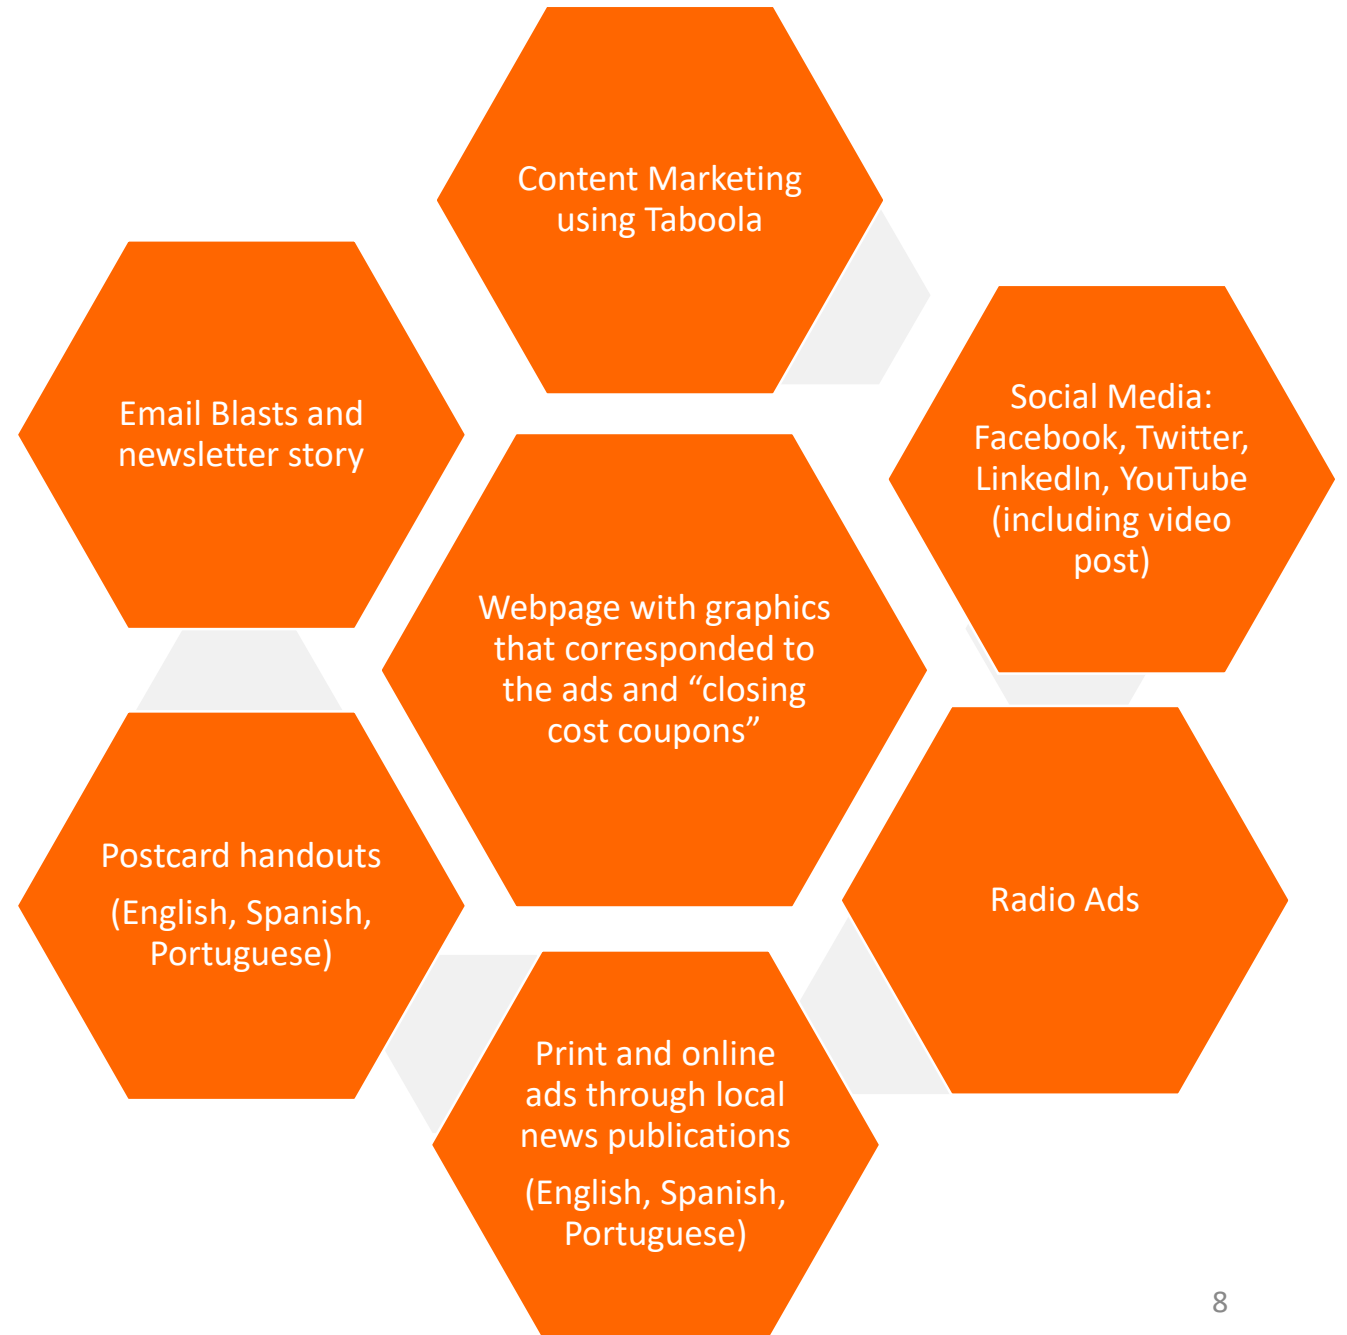 Content Marketing
using Taboola
Email Blasts and
newsletter story
Social Media:
Facebook, Twitter,
LinkedIn, YouTube
(including video
post)
Webpage with graphics
that corresponded to
the ads and “closing
cost coupons”
Postcard handouts
(English, Spanish,
Portuguese)
Radio Ads
Print and online
ads through local
news publications
(English, Spanish,
Portuguese)
8